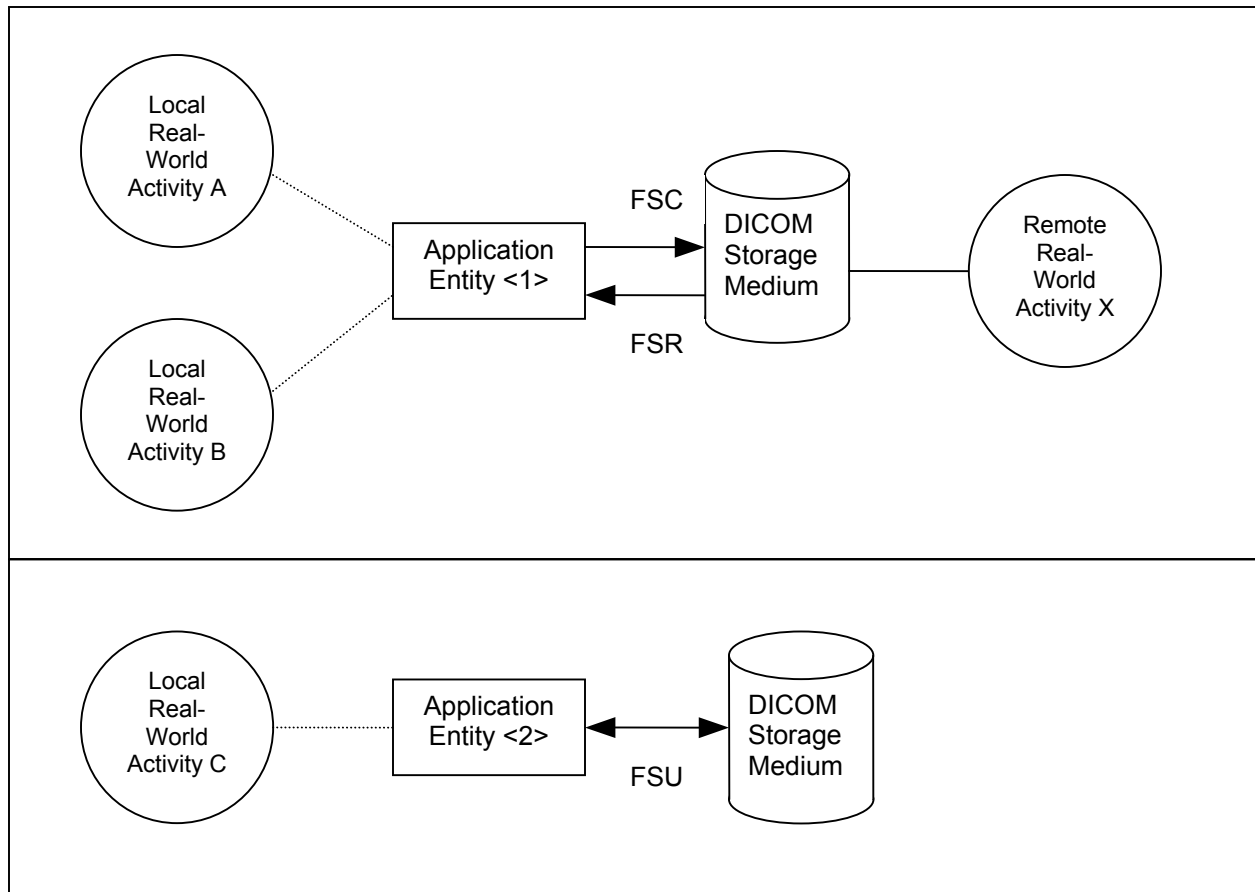 Local
Real-
World
Activity A
Local
Real-
World
Activity B
Application
Entity <1>
FSC
FSR
DICOM
Storage
Medium
Remote
Real-
World
Activity X
Local
Real-
World
Activity C
Application
Entity <2>
FSU
DICOM
Storage
Medium